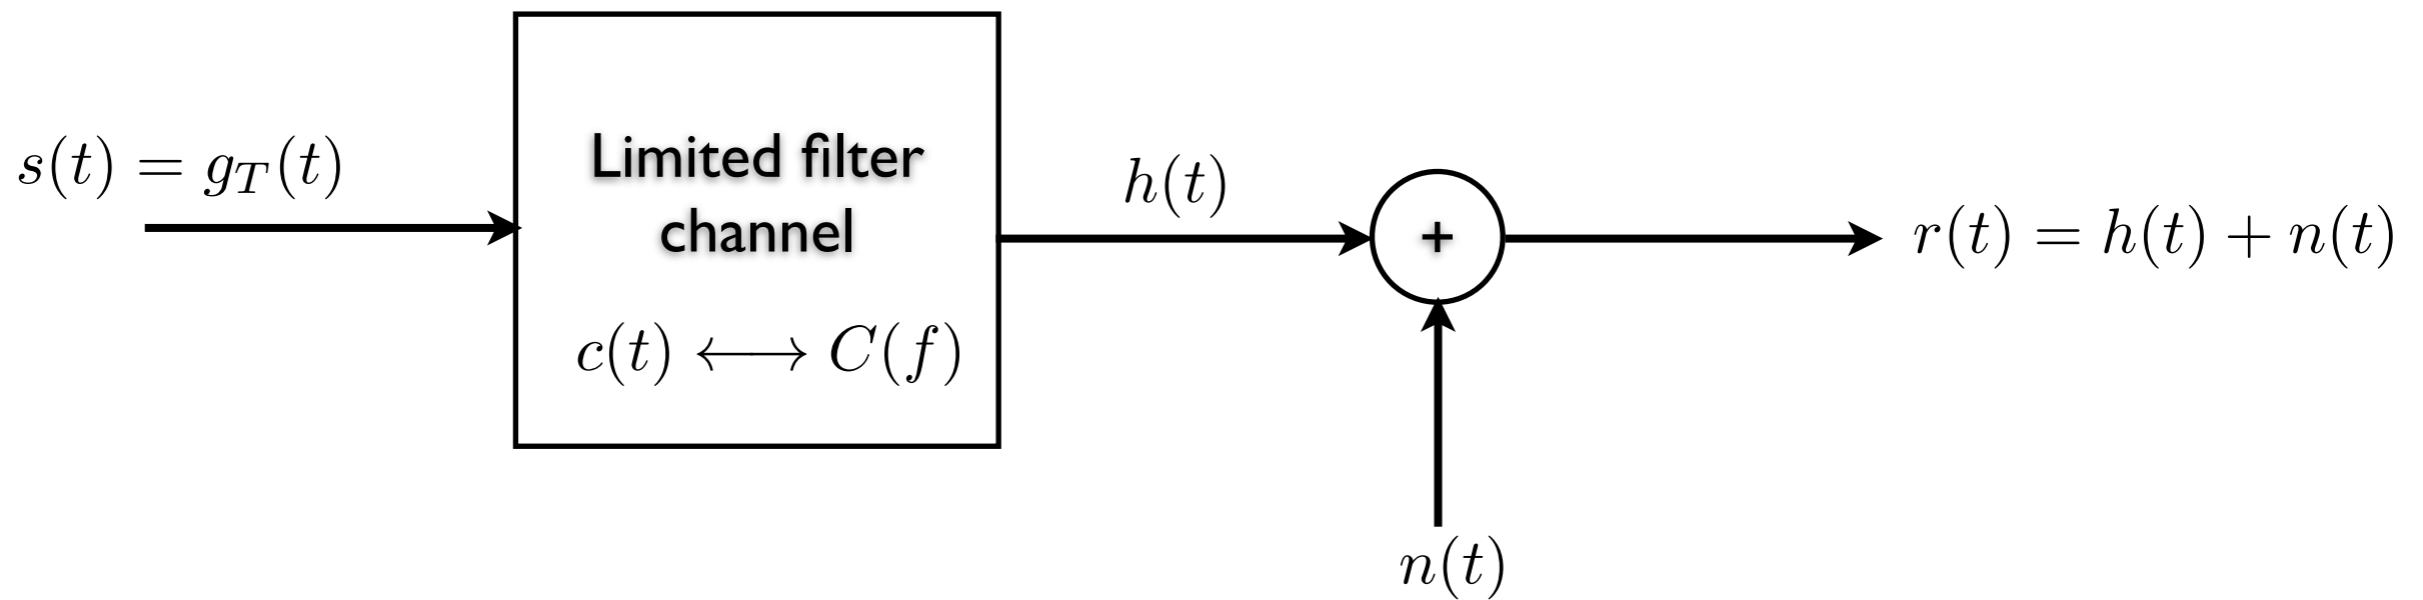 s(t) = g_T(t)
Limited filter
channel
c(t) ⟷ C(f)
h(t)
+
n(t)
r(t) = h(t) + n(t)